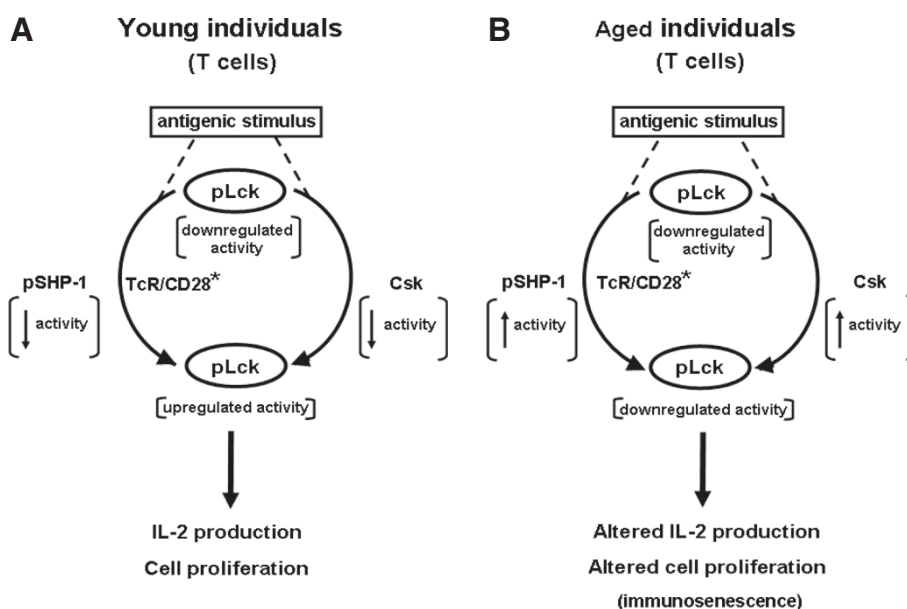 A
Young individuals
(T cells)
antigenic stimulus
pLck
[downregulated
activity]
pSHP-1
[↓ activity]
TcR/CD28*
Csk
[↓ activity]
pLck
[upregulated activity]
IL-2 production
Cell proliferation
B
Aged individuals
(T cells)
antigenic stimulus
pLck
[downregulated
activity]
pSHP-1
[↑ activity]
TcR/CD28*
Csk
[↑ activity]
pLck
[downregulated activity]
Altered IL-2 production
Altered cell proliferation
(immunosenescence)